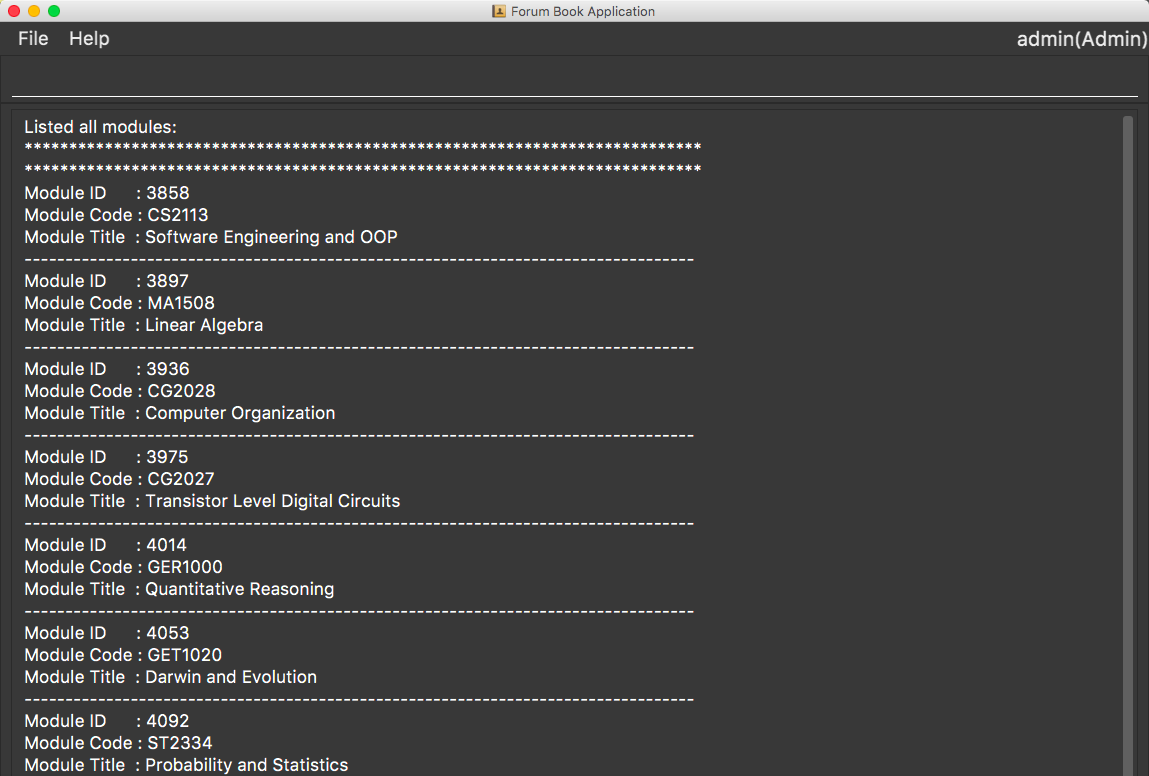 Forum Book Application
File Help admin(Admin)
Listed all modules:
******************************************************************************
******************************************************************************
Module ID : 3858
Module Code : CS2113
Module Title : Software Engineering and OOP
--------------------------------------------------------------------------------
Module ID : 3897
Module Code : MA1508
Module Title : Linear Algebra
--------------------------------------------------------------------------------
Module ID : 3936
Module Code : CG2028
Module Title : Computer Organization
--------------------------------------------------------------------------------
Module ID : 3975
Module Code : CG2027
Module Title : Transistor Level Digital Circuits
--------------------------------------------------------------------------------
Module ID : 4014
Module Code : GER1000
Module Title : Quantitative Reasoning
--------------------------------------------------------------------------------
Module ID : 4053
Module Code : GET1020
Module Title : Darwin and Evolution
--------------------------------------------------------------------------------
Module ID : 4092
Module Code : ST2334
Module Title : Probability and Statistics